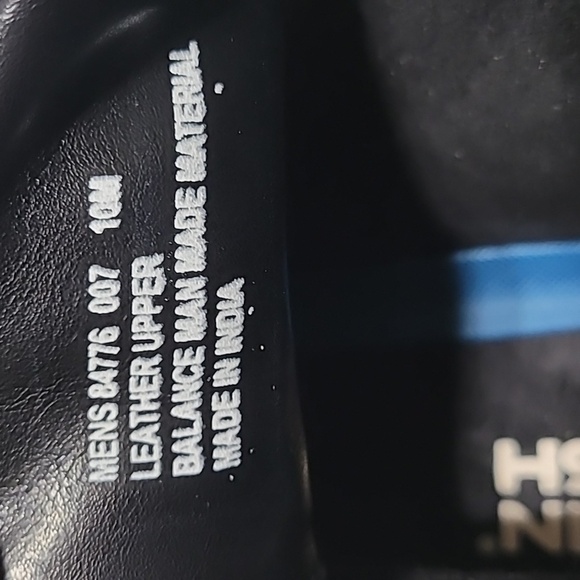 MENS 84776 007 10M
LEATHER UPPER
BALANCE MAN MADE MATERIAL
MADE IN INDIA